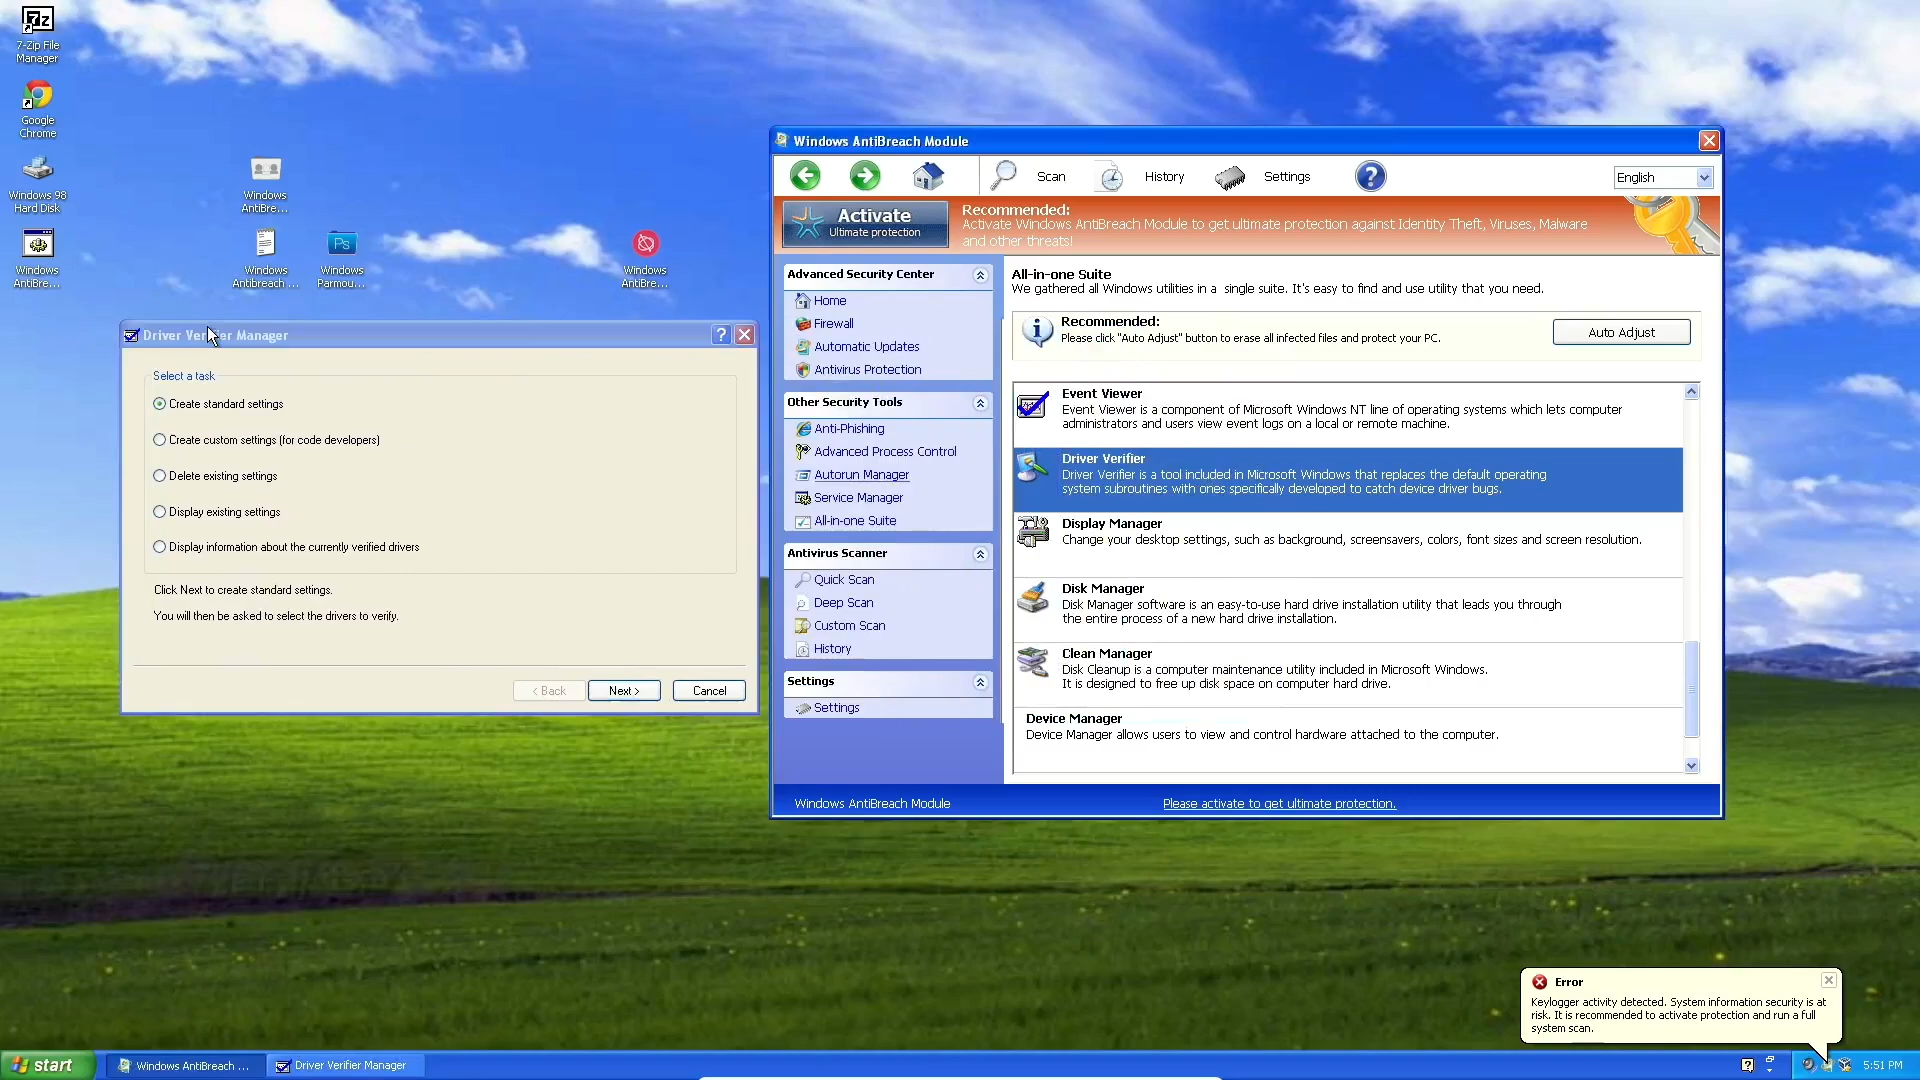 7-Zip File
Manager
Google
Chrome
Windows 98
Hard Disk
Windows
AntiBre...
Windows
AntiBre...
Windows
Antibreach ...
Ps
Windows
Parmou...
Windows
AntiBre...
Driver Verifier Manager
Select a task
Create standard settings
Create custom settings (for code developers)
Delete existing settings
Display existing settings
Display information about the currently verified drivers
Click Next to create standard settings.
You will then be asked to select the drivers to verify.
< Back
Next >
Cancel
Windows AntiBreach Module
Scan
History
Settings
English
Activate
Ultimate protection
Recommended:
Activate Windows AntiBreach Module to get ultimate protection against Identity Theft, Viruses, Malware
and other threats!
Advanced Security Center
Home
Firewall
Automatic Updates
Antivirus Protection
Other Security Tools
Anti-Phishing
Advanced Process Control
Autorun Manager
Service Manager
All-in-one Suite
Antivirus Scanner
Quick Scan
Deep Scan
Custom Scan
History
Settings
Settings
All-in-one Suite
We gathered all Windows utilities in a single suite. It's easy to find and use utility that you need.
Recommended:
Please click "Auto Adjust" button to erase all infected files and protect your PC.
Auto Adjust
Event Viewer
Event Viewer is a component of Microsoft Windows NT line of operating systems which lets computer
administrators and users view event logs on a local or remote machine.
Driver Verifier
Driver Verifier is a tool included in Microsoft Windows that replaces the default operating
system subroutines with ones specifically developed to catch device driver bugs.
Display Manager
Change your desktop settings, such as background, screensavers, colors, font sizes and screen resolution.
Disk Manager
Disk Manager software is an easy-to-use hard drive installation utility that leads you through
the entire process of a new hard drive installation.
Clean Manager
Disk Cleanup is a computer maintenance utility included in Microsoft Windows.
It is designed to free up disk space on computer hard drive.
Device Manager
Device Manager allows users to view and control hardware attached to the computer.
Windows AntiBreach Module
Please activate to get ultimate protection.
Error
Keylogger activity detected. System information security is at
risk. It is recommended to activate protection and run a full
system scan.
start
Windows AntiBreach ...
Driver Verifier Manager
5:51 PM